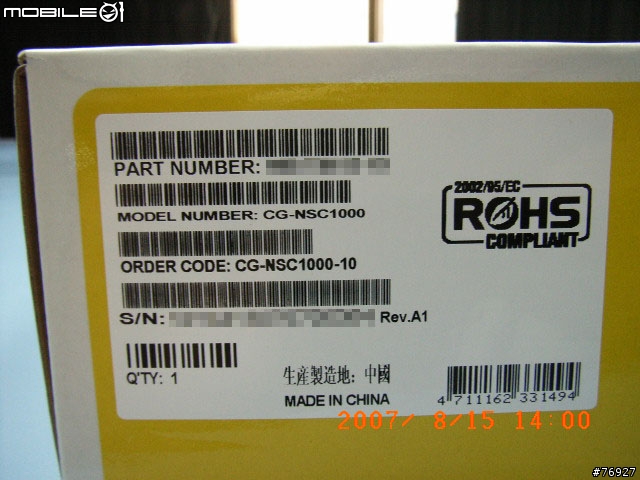 MOBILE01
PART NUMBER:
MODEL NUMBER: CG-NSC1000
ORDER CODE: CG-NSC1000-10
S/N: Rev.A1
Q'TY: 1
2002/95/EC
ROHS
COMPLIANT
生産製造地: 中國
MADE IN CHINA
4 711162 331494
2007/ 8/15 14:00
#76927